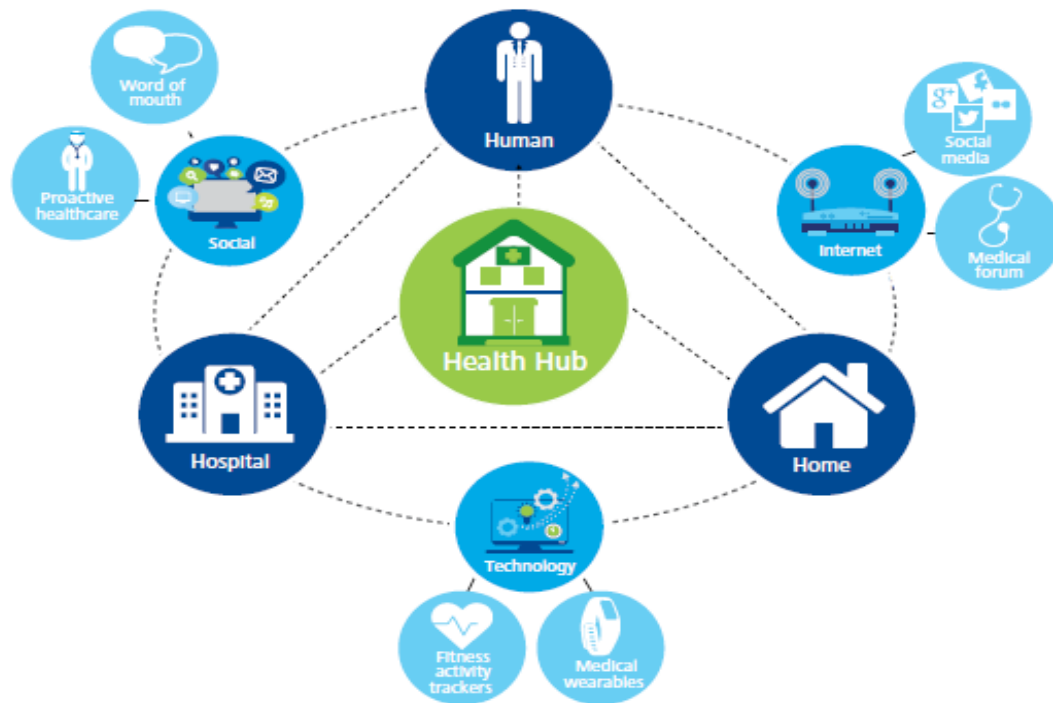 Word of
mouth
Proactive
healthcare
Social
Human
g+
Social
media
Internet
Medical
forum
Health Hub
Hospital
Home
Technology
Fitness
activity
trackers
Medical
wearables